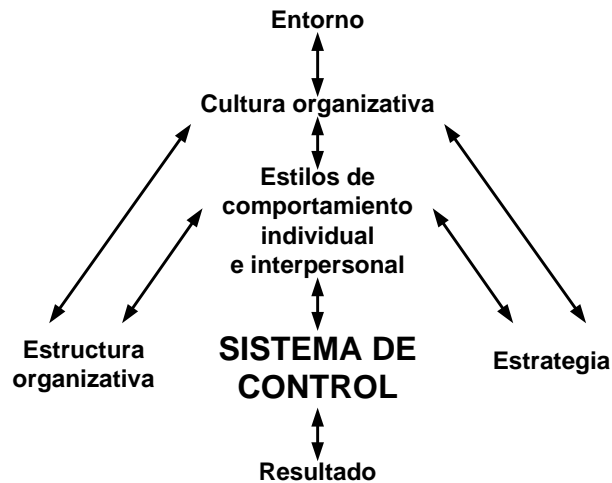 Entorno
Cultura organizativa
Estilos de
comportamiento
individual
e interpersonal
Estructura
organizativa
SISTEMA DE
CONTROL
Estrategia
Resultado